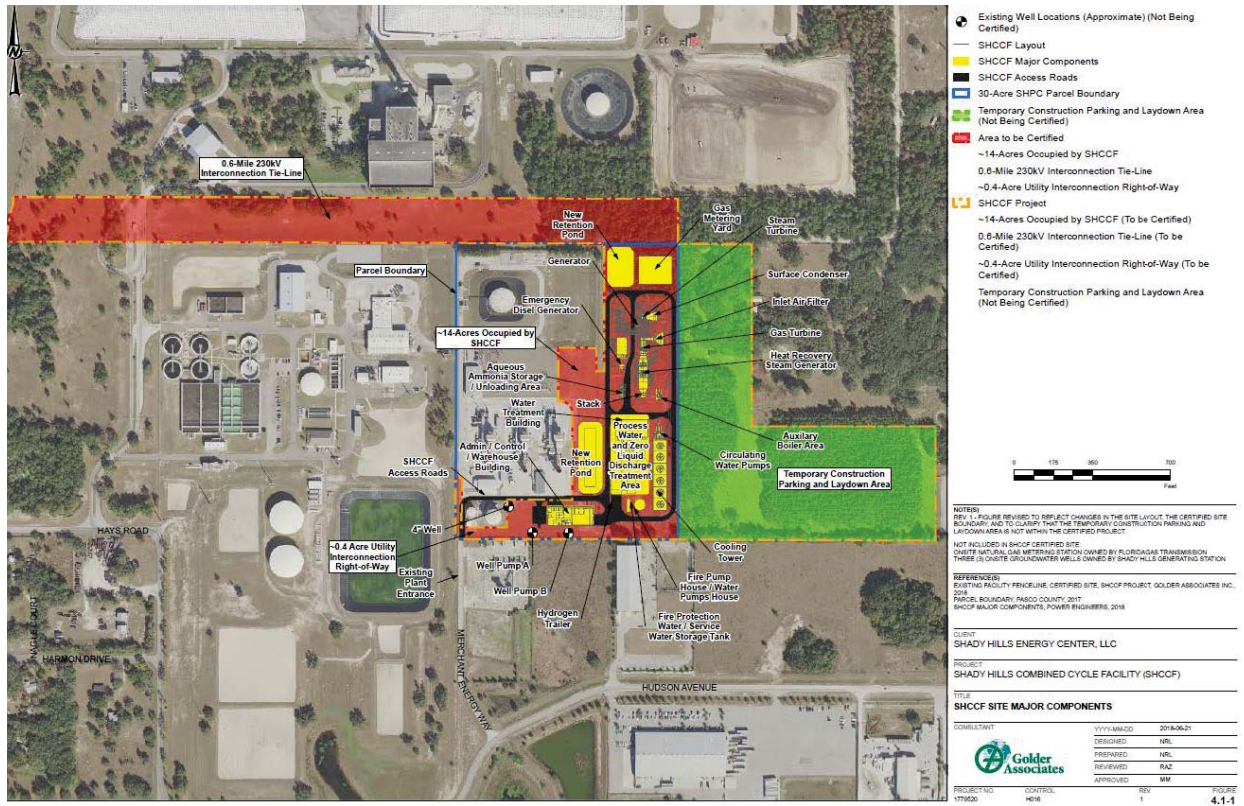 N
0.6-Mile 230kV
Interconnection Tie-Line
New
Retention
Pond
Gas
Metering
Yard
Steam
Turbine
Generator
Surface Condenser
Parcel Boundary
Emergency
Disel Generator
Inlet Air Filter
~14-Acres Occupied by
SHCCF
Gas Turbine
Heat Recovery
Steam Generator
Aqueous
Ammonia Storage
/ Unloading Area
Stack
Water
Treatment
Building
Process
Water
and Zero
Liquid
Discharge
Treatment
Area
Auxilary
Boiler Area
Admin / Control
/ Warehouse
Building
New
Retention
Pond
Circulating
Water Pumps
Temporary Construction
Parking and Laydown Area
SHCCF
Access Roads
4" Well
HAYS ROAD
~0.4 Acre Utility
Interconnection
Right-of-Way
Existing
Plant
Entrance
Well Pump A
Well Pump B
Hydrogen
Trailer
Cooling
Tower
Fire Pump
House / Water
Pumps House
Fire Protection
Water / Service
Water Storage Tank
HARMON DRIVE
MERCHANT ENERGY WAY
HUDSON AVENUE
Existing Well Locations (Approximate) (Not Being
Certified)
SHCCF Layout
SHCCF Major Components
SHCCF Access Roads
30-Acre SHPC Parcel Boundary
Temporary Construction Parking and Laydown Area
(Not Being Certified)
Area to be Certified
~14-Acres Occupied by SHCCF
0.6-Mile 230kV Interconnection Tie-Line
~0.4-Acre Utility Interconnection Right-of-Way
SHCCF Project
~14-Acres Occupied by SHCCF (To be Certified)
0.6-Mile 230kV Interconnection Tie-Line (To be
Certified)
~0.4-Acre Utility Interconnection Right-of-Way (To be
Certified)
Temporary Construction Parking and Laydown Area
(Not Being Certified)
0 175 350 700
Feet
NOTE(S)
REV. 1 - FIGURE REVISED TO REFLECT CHANGES IN THE SITE LAYOUT, THE CERTIFIED SITE
BOUNDARY, AND TO CLARIFY THAT THE TEMPORARY CONSTRUCTION PARKING AND
LAYDOWN AREA IS NOT WITHIN THE CERTIFIED PROJECT.
NOT INCLUDED IN SHCCF CERTIFIED SITE:
ONSITE NATURAL GAS METERING STATION OWNED BY FLORIDAGAS TRANSMISSION
THREE (3) ONSITE GROUNDWATER WELLS OWNED BY SHADY HILLS GENERATING STATION
REFERENCE(S)
EXISTING FACILITY FENCELINE, CERTIFIED SITE, SHCCF PROJECT, GOLDER ASSOCIATES INC.,
2018
PARCEL BOUNDARY, PASCO COUNTY, 2017
SHCCF MAJOR COMPONENTS, POWER ENGINEERS, 2018
CLIENT
SHADY HILLS ENERGY CENTER, LLC
PROJECT
SHADY HILLS COMBINED CYCLE FACILITY (SHCCF)
TITLE
SHCCF SITE MAJOR COMPONENTS
CONSULTANT
Golder
Associates
YYYY-MM-DD 2018-06-21
DESIGNED NRL
PREPARED NRL
REVIEWED RAZ
APPROVED MM
PROJECT NO. CONTROL REV. FIGURE
1779520 H016 1 4.1-1